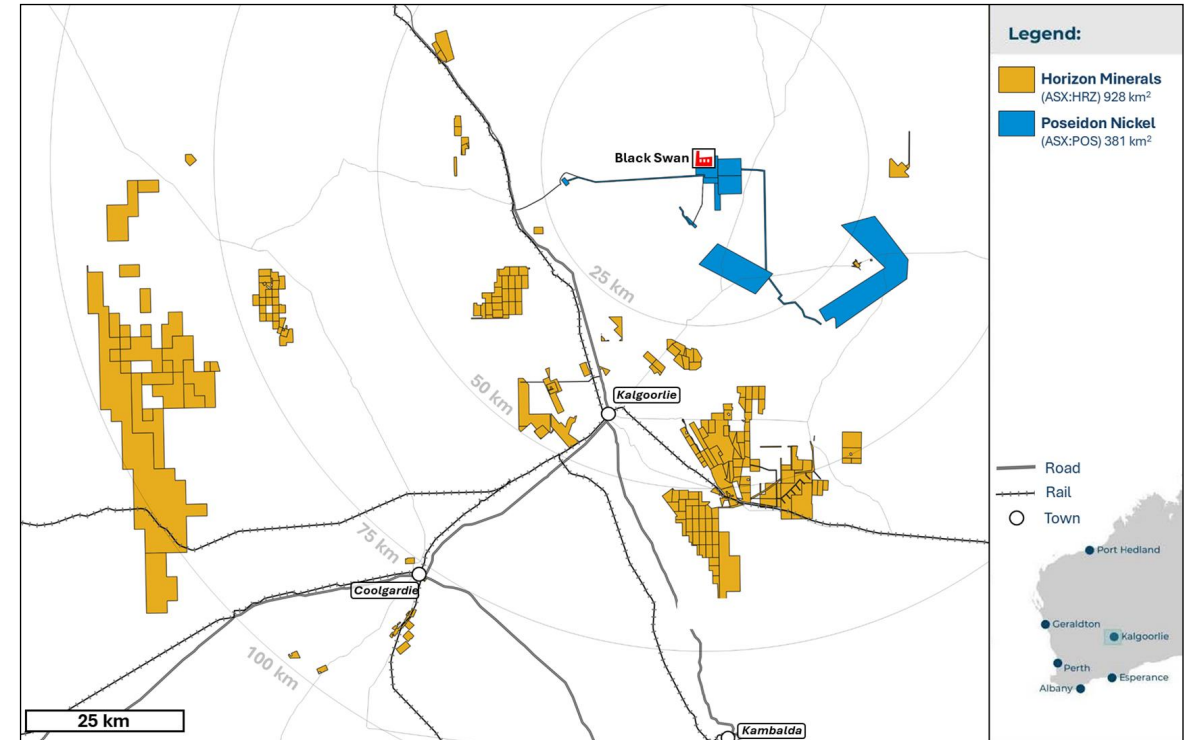 Legend:
Horizon Minerals
(ASX:HRZ) 928 km²
Poseidon Nickel
(ASX:POS) 381 km²
Black Swan
25 km
50 km
Kalgoorlie
75 km
Coolgardie
100 km
25 km
Kambalda
Road
Rail
Town
Port Hedland
Geraldton
Kalgoorlie
Perth
Esperance
Albany